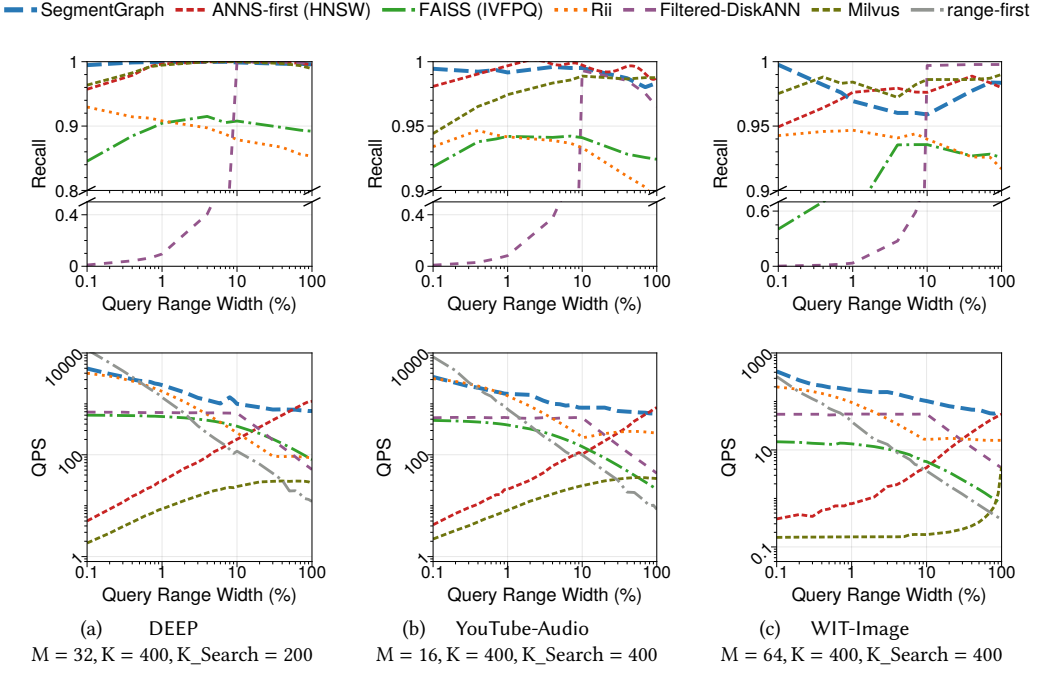 SegmentGraph ANNS-first (HNSW) FAISS (IVFPQ) Rii Filtered-DiskANN Milvus range-first
1 1 1
Recall 0.9 Recall 0.95 Recall 0.95
0.8 0.9 0.9
0.4 0.4 0.6
0 0 0
0.1 1 10 100 0.1 1 10 100 0.1 1 10 100
Query Range Width (%) Query Range Width (%) Query Range Width (%)
10000 10000 1000
QPS 100 QPS 100 QPS 10
1 1 0.1
0.1 1 10 100 0.1 1 10 100 0.1 1 10 100
Query Range Width (%) Query Range Width (%) Query Range Width (%)
(a) DEEP (b) YouTube-Audio (c) WIT-Image
M = 32, K = 400, K_Search = 200 M = 16, K = 400, K_Search = 400 M = 64, K = 400, K_Search = 400